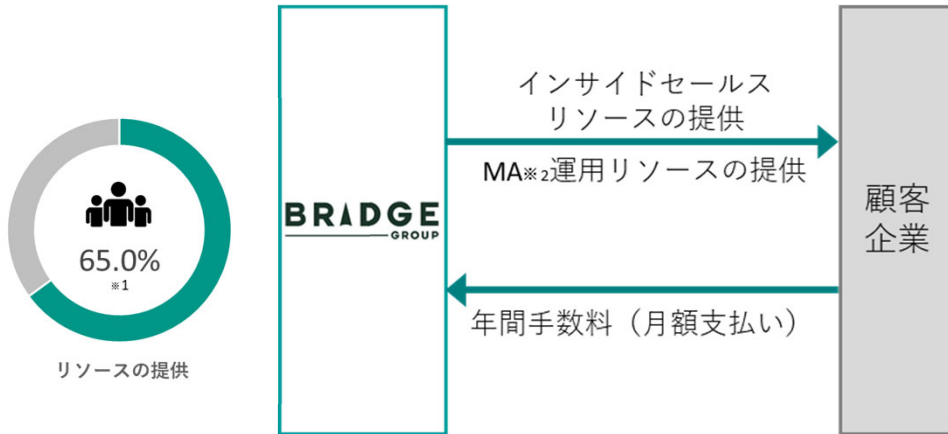 65.0%
※1
リソースの提供
BRIDGE
GROUP
インサイドセールス
リソースの提供
MA※2運用リソースの提供
年間手数料（月額支払い）
顧客
企業